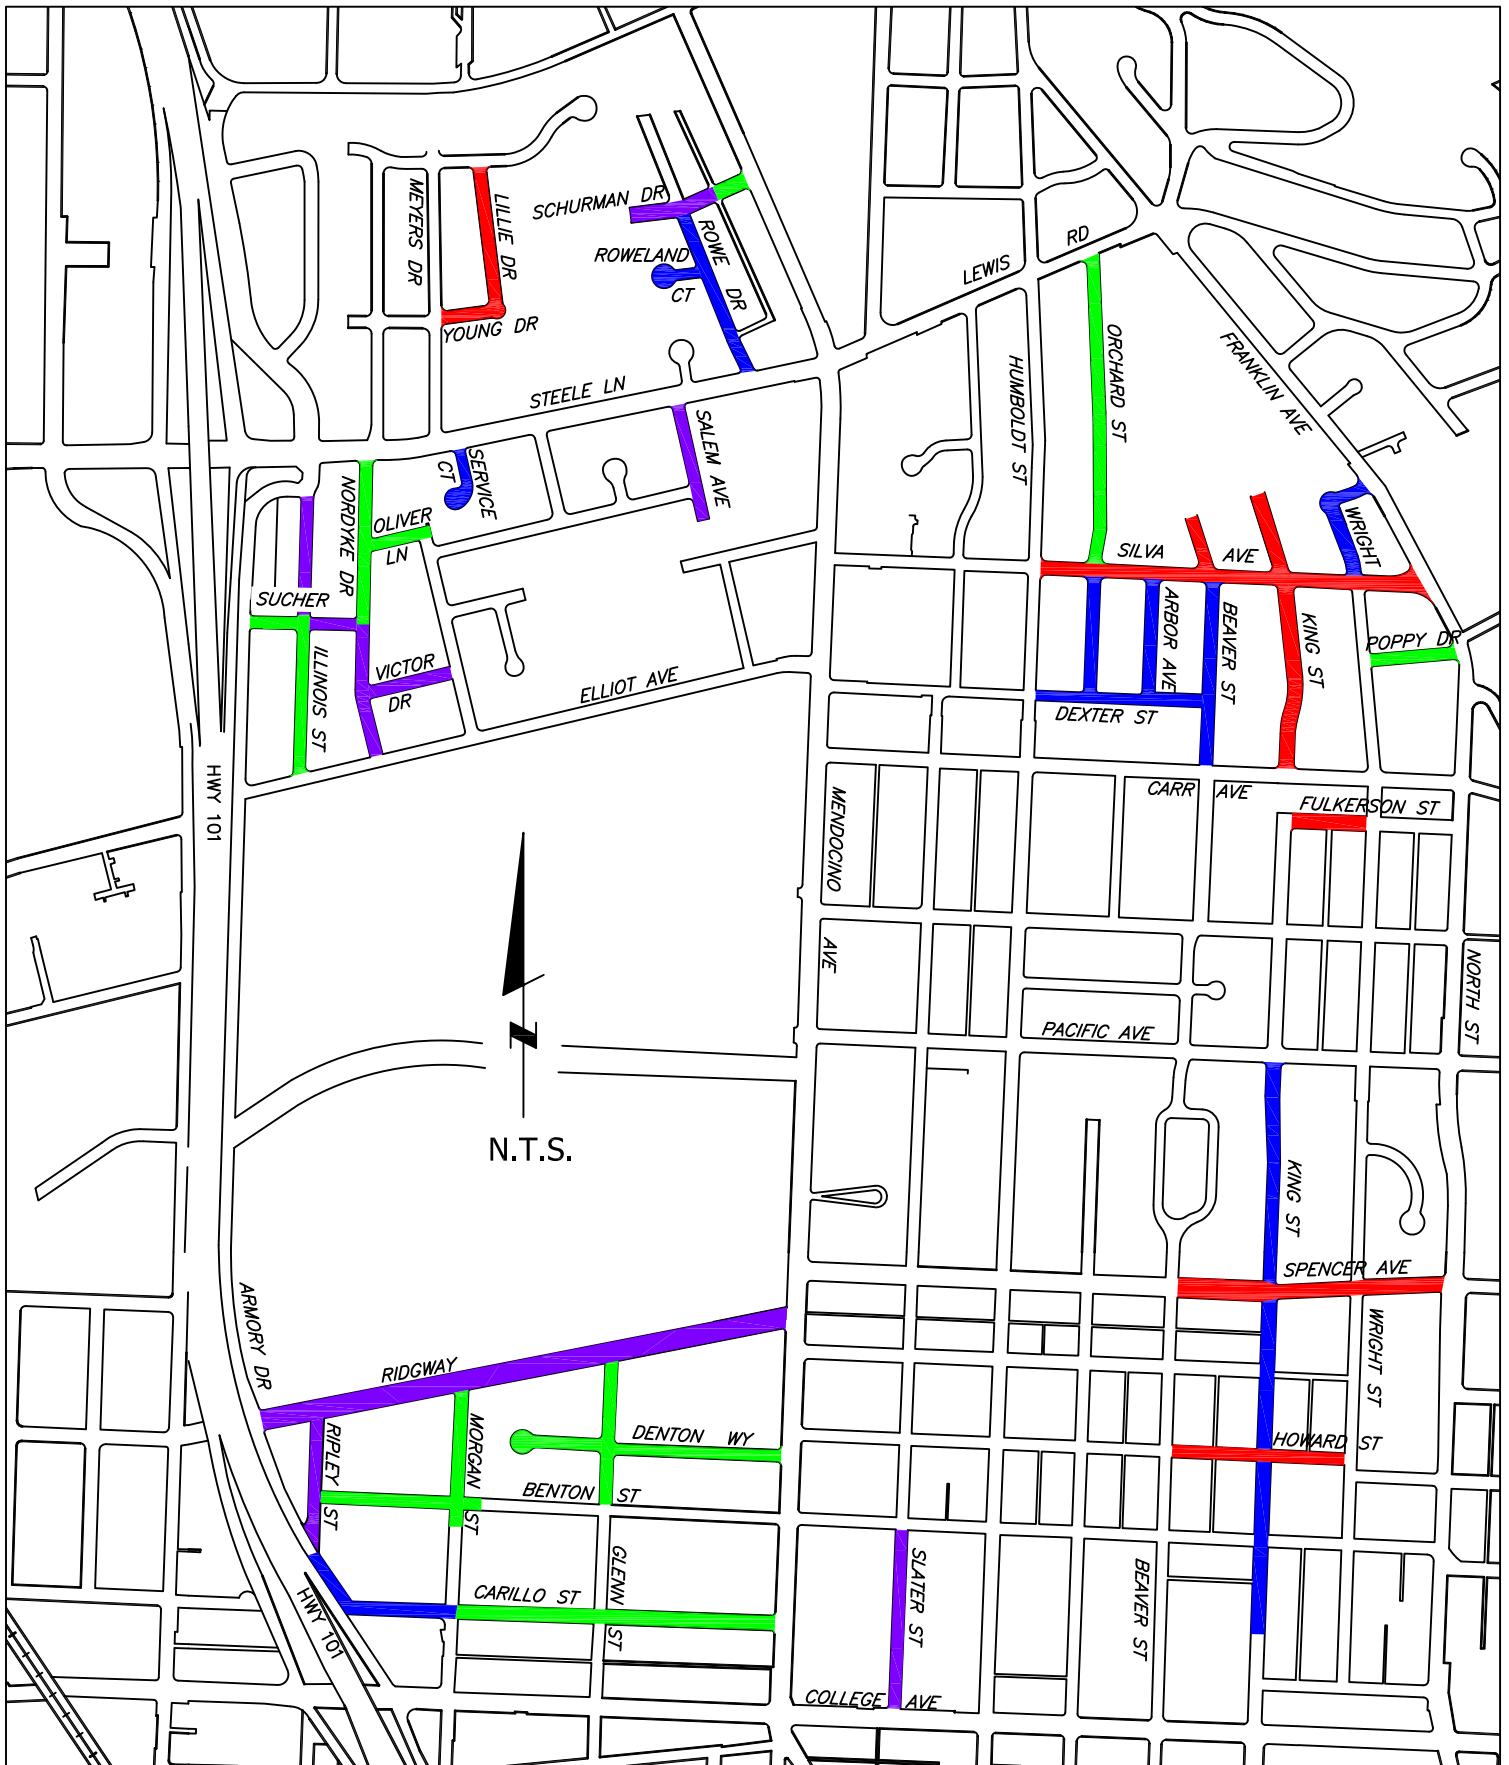 MEYERS DR
LILLIE DR
SCHURMAN DR
ROWE DR
ROWELAND
CT
YOUNG DR
LEWIS RD
STEELE LN
HUMBOLDT ST
ORCHARD ST
FRANKLIN AVE
SALEM AVE
SERVICE
CT
NORDYKE DR
OLIVER
LN
WRIGHT
SILVA AVE
SUCHER
ARBOR AVE
BEAVER ST
KING ST
POPPY DR
ILLINOIS ST
VICTOR
DR
ELLIOT AVE
DEXTER ST
HWY 101
MENDOCINO AVE
CARR AVE
FULKERSON ST
NORTH ST
PACIFIC AVE
N
N.T.S.
KING ST
SPENCER AVE
ARMORY DR
RIDGWAY
WRIGHT ST
RIPLEY ST
MORGAN ST
DENTON WY
HOWARD ST
BENTON ST
GLENN ST
SLATER ST
BEAVER ST
CARILLO ST
HWY 101
COLLEGE AVE